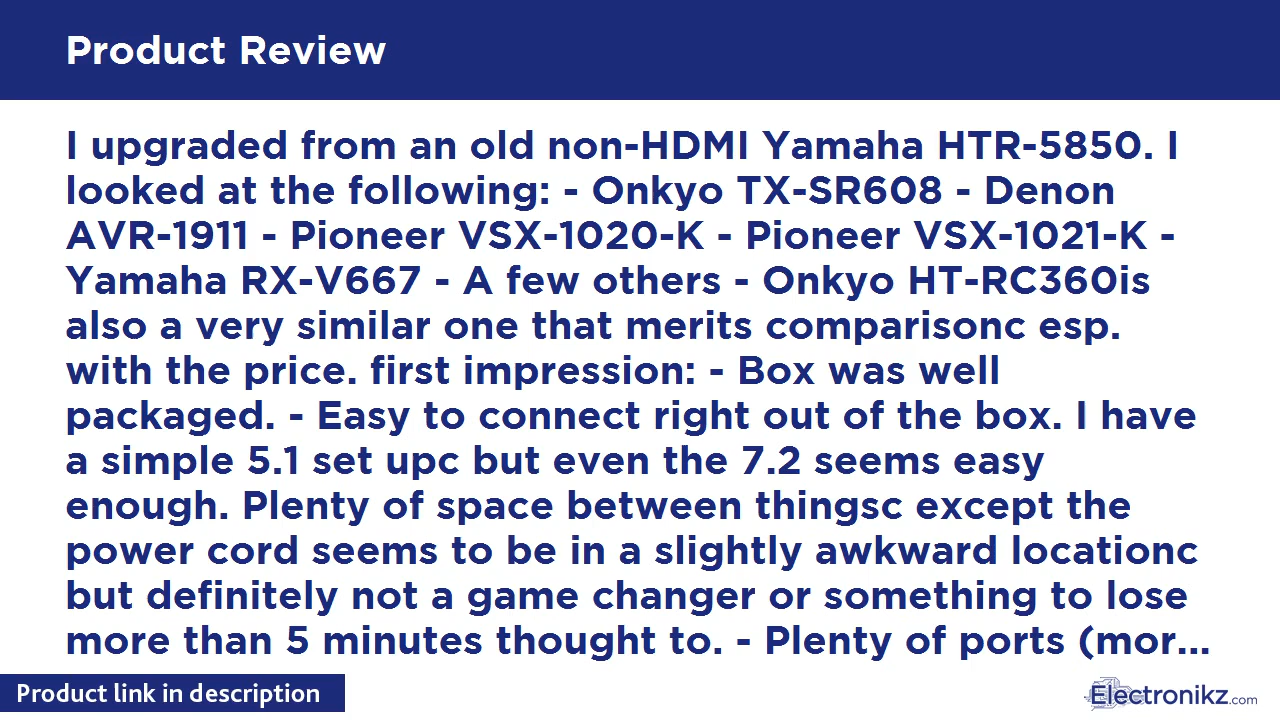 Product Review
I upgraded from an old non-HDMI Yamaha HTR-5850. I
looked at the following: - Onkyo TX-SR608 - Denon
AVR-1911 - Pioneer VSX-1020-K - Pioneer VSX-1021-K -
Yamaha RX-V667 - A few others - Onkyo HT-RC360is
also a very similar one that merits comparisonc esp.
with the price. first impression: - Box was well
packaged. - Easy to connect right out of the box. I have
a simple 5.1 set upc but even the 7.2 seems easy
enough. Plenty of space between thingsc except the
power cord seems to be in a slightly awkward locationc
but definitely not a game changer or something to lose
more than 5 minutes thought to. - Plenty of ports (mor...
Product link in description
Electronikz.com